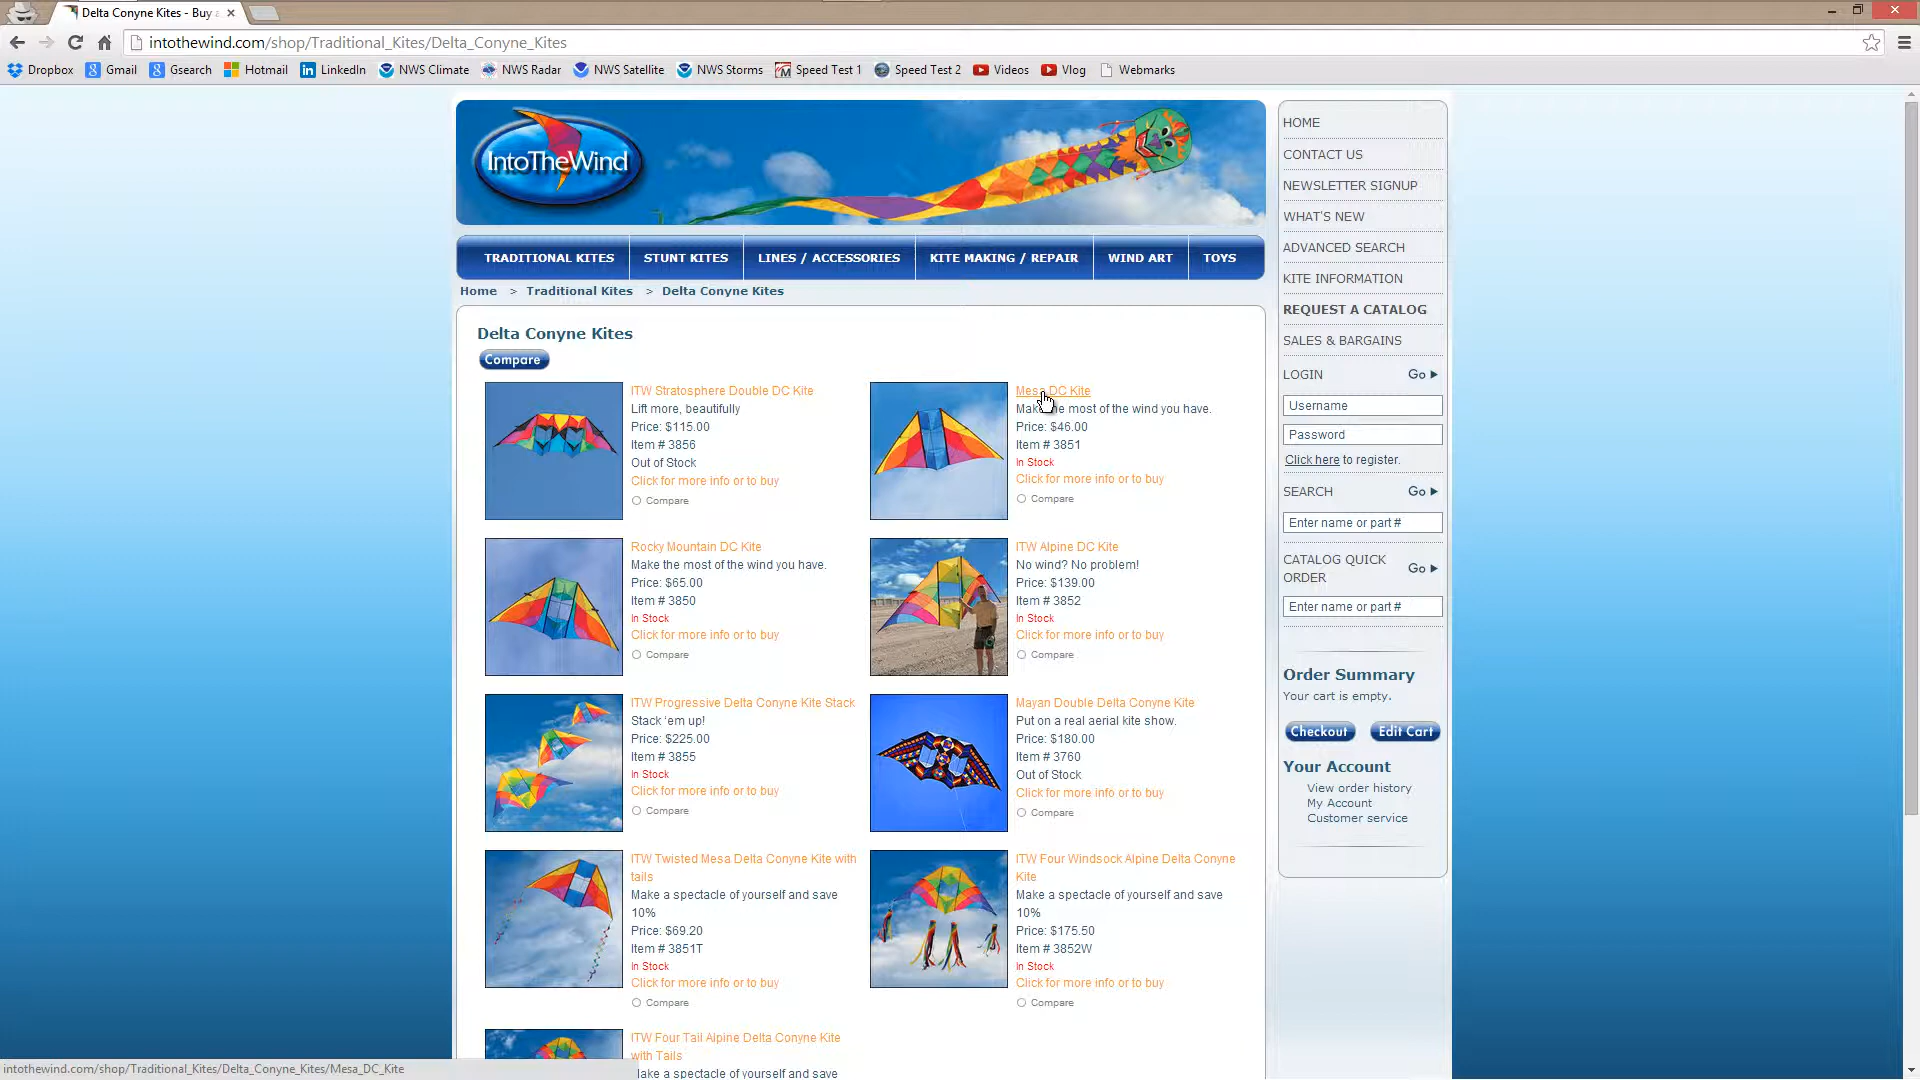 Delta Conyne Kites - Buy a
intothewind.com/shop/Traditional_Kites/Delta_Conyne_Kites
Dropbox Gmail Gsearch Hotmail LinkedIn NWS Climate NWS Radar NWS Satellite NWS Storms Speed Test 1 Speed Test 2 Videos Vlog Webmarks
IntoTheWind
TRADITIONAL KITES STUNT KITES LINES / ACCESSORIES KITE MAKING / REPAIR WIND ART TOYS
Home > Traditional Kites > Delta Conyne Kites
Delta Conyne Kites
Compare
ITW Stratosphere Double DC Kite
Lift more, beautifully
Price: $115.00
Item # 3856
Out of Stock
Click for more info or to buy
Compare
Mesa DC Kite
Make the most of the wind you have.
Price: $46.00
Item # 3851
In Stock
Click for more info or to buy
Compare
Rocky Mountain DC Kite
Make the most of the wind you have.
Price: $65.00
Item # 3850
In Stock
Click for more info or to buy
Compare
ITW Alpine DC Kite
No wind? No problem!
Price: $139.00
Item # 3852
In Stock
Click for more info or to buy
Compare
ITW Progressive Delta Conyne Kite Stack
Stack ‘em up!
Price: $225.00
Item # 3855
In Stock
Click for more info or to buy
Compare
Mayan Double Delta Conyne Kite
Put on a real aerial kite show.
Price: $180.00
Item # 3760
Out of Stock
Click for more info or to buy
Compare
ITW Twisted Mesa Delta Conyne Kite with
tails
Make a spectacle of yourself and save
10%
Price: $69.20
Item # 3851T
In Stock
Click for more info or to buy
Compare
ITW Four Windsock Alpine Delta Conyne
Kite
Make a spectacle of yourself and save
10%
Price: $175.50
Item # 3852W
In Stock
Click for more info or to buy
Compare
ITW Four Tail Alpine Delta Conyne Kite
with Tails
Make a spectacle of yourself and save
HOME
CONTACT US
NEWSLETTER SIGNUP
WHAT'S NEW
ADVANCED SEARCH
KITE INFORMATION
REQUEST A CATALOG
SALES & BARGAINS
LOGIN Go
Username
Password
Click here to register.
SEARCH Go
Enter name or part #
CATALOG QUICK
ORDER Go
Enter name or part #
Order Summary
Your cart is empty.
Checkout Edit Cart
Your Account
View order history
My Account
Customer service
intothewind.com/shop/Traditional_Kites/Delta_Conyne_Kites/Mesa_DC_Kite